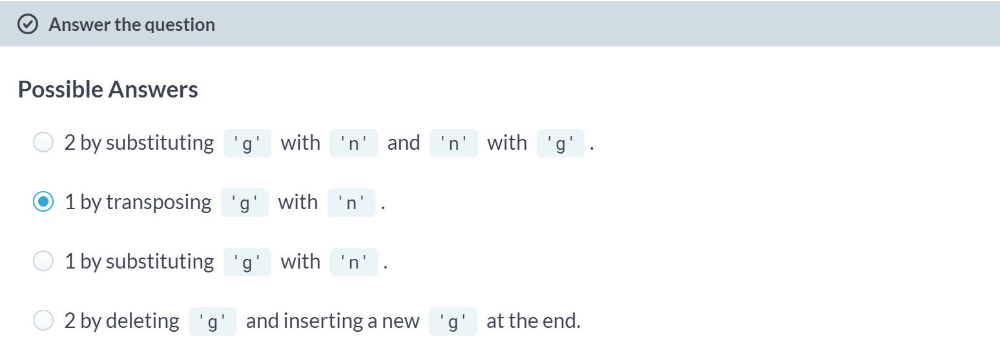 Answer the question
Possible Answers
2 by substituting 'g' with 'n' and 'n' with 'g' .
1 by transposing 'g' with 'n' .
1 by substituting 'g' with 'n' .
2 by deleting 'g' and inserting a new 'g' at the end.